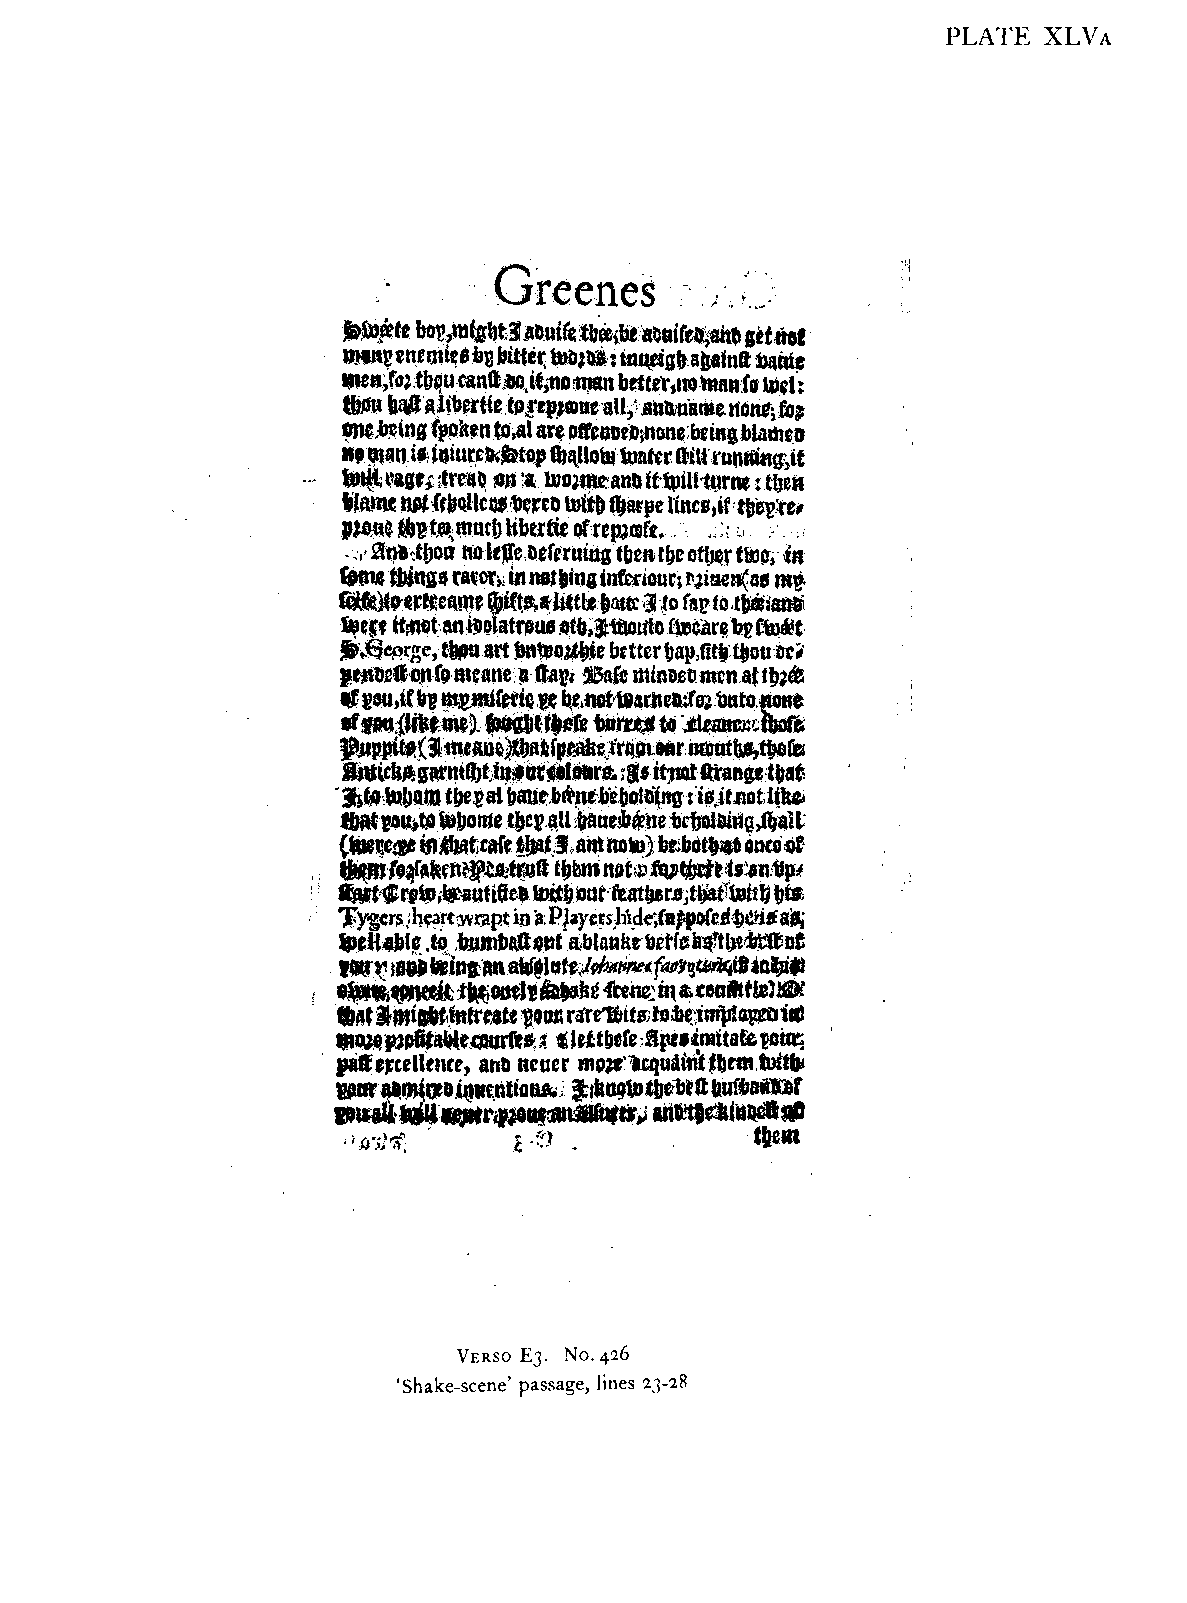 PLATE XLVA
Greenes
Sweete boy, might I aduise thee, be aduised, and get not
many enemies by bitter words: inueigh against vaine
men, for thou canst do it, no man better, no man so wel:
thou hast a libertie to reprooue all, and name none; for
one being spoken to, al are offended, none being blamed
no man is iniured. Stop shallow water still running, it
will rage, tread on a worme and it will turne: then
blame not schollers vexed with sharpe lines, if they re-
proue thy too much libertie of reproofe.
And thou no lesse deseruing then the other two, in
some things rarer, in nothing inferiour; driuen (as my
selfe) to extreame shifts, a little haue I to say to thee: and
were it not an idolatrous oth, I would sweare by sweet
S. George, thou art vnworthie better hap, sith thou de-
pendest on so meane a stay. Base minded men al three
of you, if by my miserie ye be not warned: for vnto none
of you (like me) sought those burres to cleaue: those
Puppits (I meane) that speake from our mouths, those
Anticks garnisht in our colours. Is it not strange that
I, to whom they al haue beene beholding: is it not like
that you, to whome they all haue beene beholding, shall
(were ye in that case that I am now) be both at once of
them forsaken? Yes trust them not: for there is an vp-
start Crow, beautified with our feathers, that with his
Tygers heart wrapt in a Players hide, supposes he is as
well able to bumbast out a blanke verse as the best of
you: and being an absolute Iohannes fac totum, is in his
owne conceit the onely Shake-scene in a countrie. O
that I might intreate your rare wits to be imployed in
more profitable courses: & let those Apes imitate your
past excellence, and neuer more acquaint them with
your admired inuentions. I know the best husband of
you all will neuer proue an Vsurer, and the kindest of
them
VERSO E3. No. 426
'Shake-scene' passage, lines 23-28